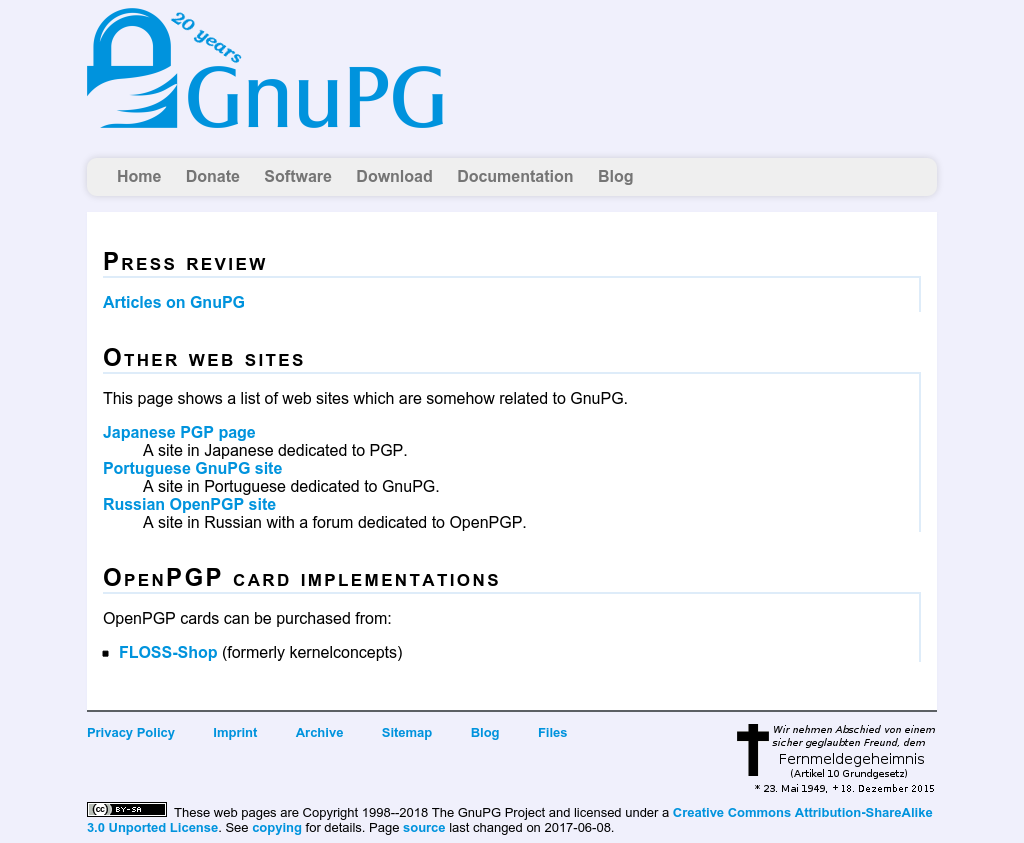 20 years
GnuPG
Home Donate Software Download Documentation Blog
Press review
Articles on GnuPG
Other web sites
This page shows a list of web sites which are somehow related to GnuPG.
Japanese PGP page
A site in Japanese dedicated to PGP.
Portuguese GnuPG site
A site in Portuguese dedicated to GnuPG.
Russian OpenPGP site
A site in Russian with a forum dedicated to OpenPGP.
OpenPGP card implementations
OpenPGP cards can be purchased from:
FLOSS-Shop (formerly kernelconcepts)
Privacy Policy Imprint Archive Sitemap Blog Files
Wir nehmen Abschied von einem
sicher geglaubten Freund, dem
Fernmeldegeheimnis
(Artikel 10 Grundgesetz)
* 23. Mai 1949, + 18. Dezember 2015
(cc) BY-SA These web pages are Copyright 1998--2018 The GnuPG Project and licensed under a Creative Commons Attribution-ShareAlike
3.0 Unported License. See copying for details. Page source last changed on 2017-06-08.